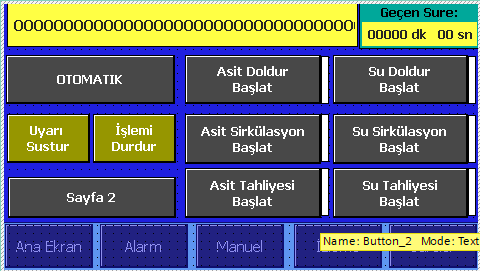 OOOOOOOOOOOOOOOOOOOOOOOOOOOOOOOOOOO
Geçen Sure:
00000 dk 00 sn
OTOMATIK
Asit Doldur
Başlat
Su Doldur
Başlat
Uyarı
Sustur
İşlemi
Durdur
Asit Sirkülasyon
Başlat
Su Sirkülasyon
Başlat
Sayfa 2
Asit Tahliyesi
Başlat
Su Tahliyesi
Başlat
Ana Ekran
Alarm
Manuel
Name: Button_2 Mode: Text